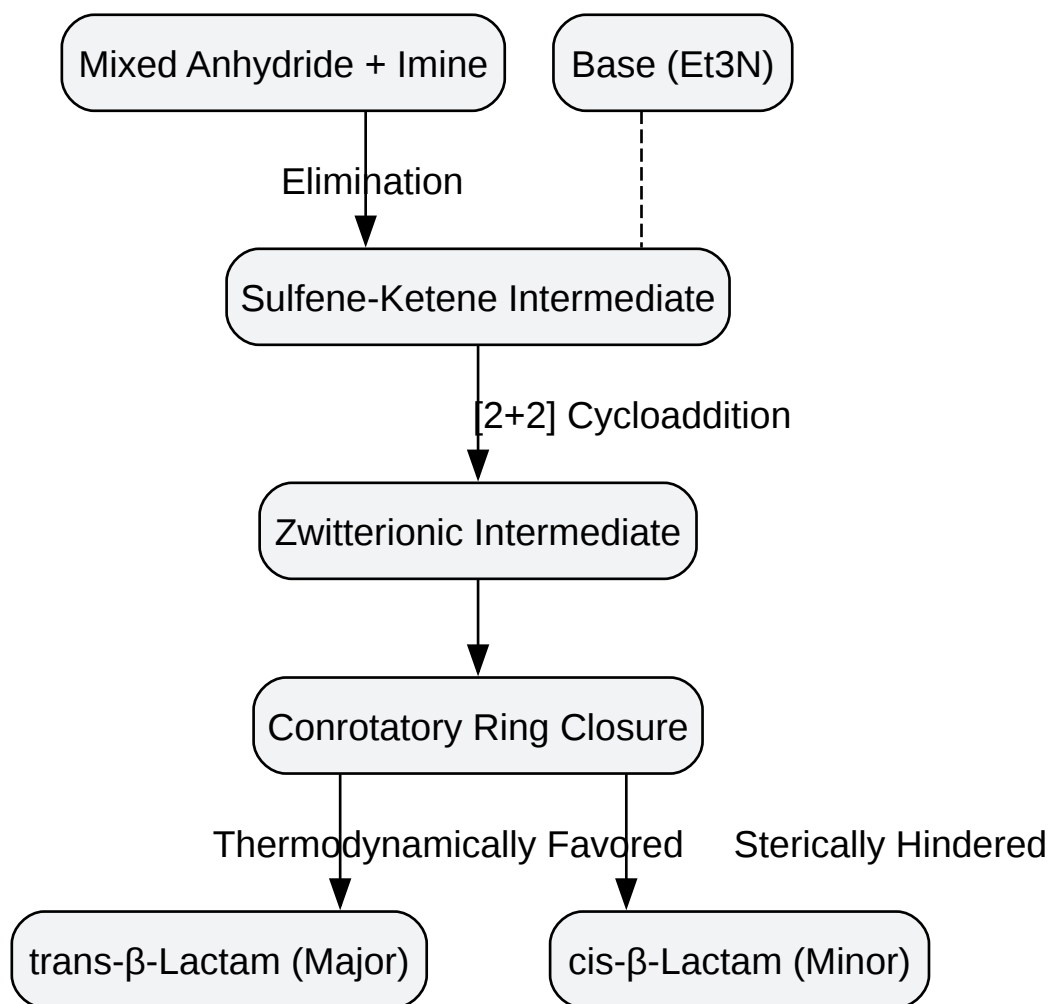 Mixed Anhydride + Imine
Base (Et3N)
Elimination
Sulfene-Ketene Intermediate
[2+2] Cycloaddition
Zwitterionic Intermediate
Conrotatory Ring Closure
Thermodynamically Favored
Sterically Hindered
trans-β-Lactam (Major)
cis-β-Lactam (Minor)